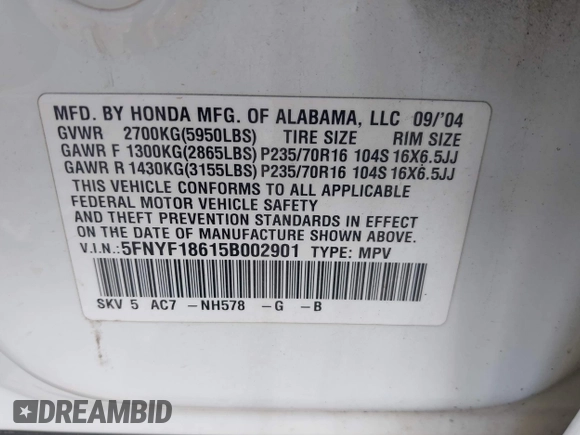 MFD. BY HONDA MFG. OF ALABAMA, LLC 09/'04
GVWR 2700KG(5950LBS) TIRE SIZE RIM SIZE
GAWR F 1300KG(2865LBS) P235/70R16 104S 16X6.5JJ
GAWR R 1430KG(3155LBS) P235/70R16 104S 16X6.5JJ
THIS VEHICLE CONFORMS TO ALL APPLICABLE
FEDERAL MOTOR VEHICLE SAFETY
AND THEFT PREVENTION STANDARDS IN EFFECT
ON THE DATE OF MANUFACTURE SHOWN ABOVE.
V.I.N.:5FNYF18615B002901 TYPE: MPV
SKV 5 AC7 -NH578 -G -B
DREAMBID